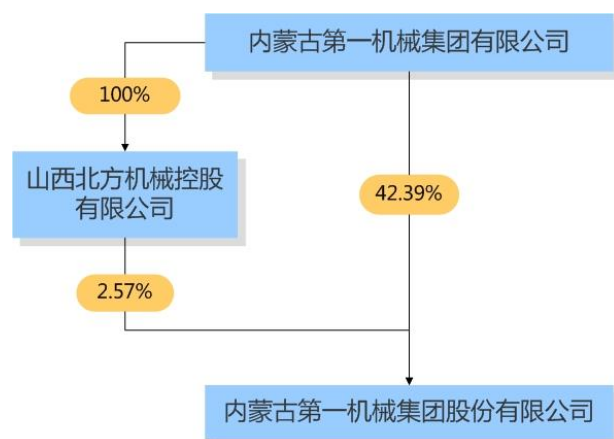 内蒙古第一机械集团有限公司
100%
山西北方机械控股
有限公司
42.39%
2.57%
内蒙古第一机械集团股份有限公司